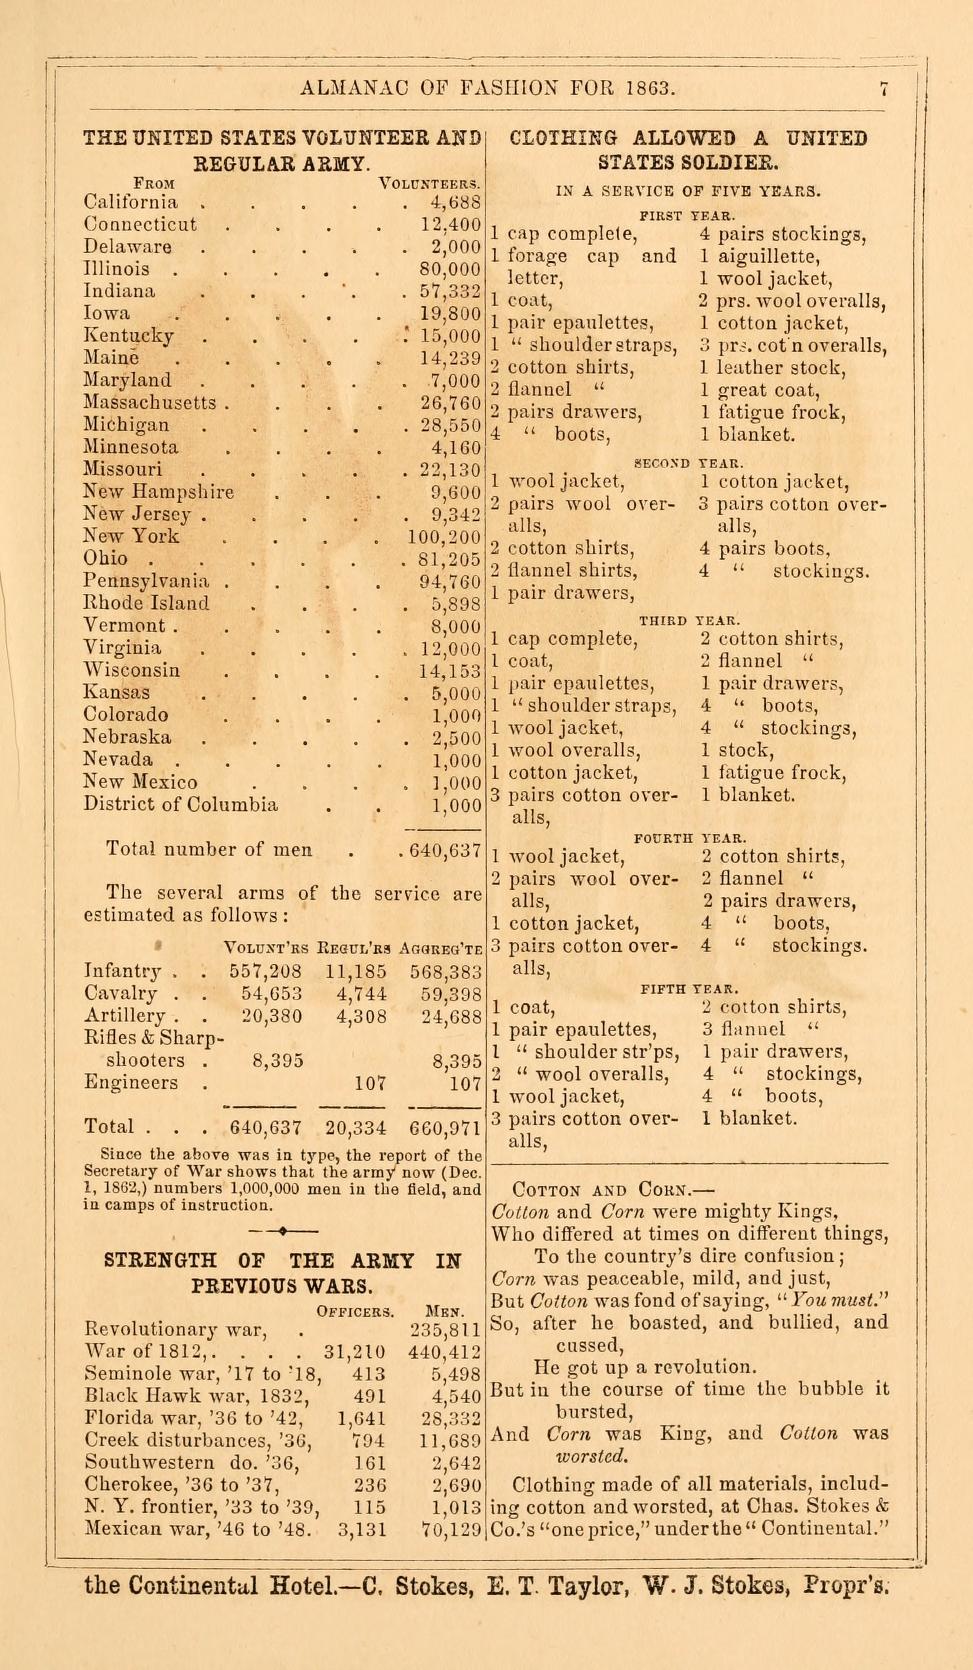 ALMANAC OF FASHION FOR 1863. 7
THE UNITED STATES VOLUNTEER AND
REGULAR ARMY.
FROM VOLUNTEERS.
California . . . . . 4,688
Connecticut . . . . 12,400
Delaware . . . . . 2,000
Illinois . . . . . 80,000
Indiana . . . . . 57,332
Iowa . . . . . 19,800
Kentucky . . . . . 15,000
Maine . . . . . 14,239
Maryland . . . . . 7,000
Massachusetts . . . . 26,760
Michigan . . . . . 28,550
Minnesota . . . . 4,160
Missouri . . . . . 22,130
New Hampshire . . . 9,600
New Jersey . . . . . 9,342
New York . . . . 100,200
Ohio . . . . . . 81,205
Pennsylvania . . . . 94,760
Rhode Island . . . . 5,898
Vermont . . . . . 8,000
Virginia . . . . . 12,000
Wisconsin . . . . 14,153
Kansas . . . . . 5,000
Colorado . . . . 1,000
Nebraska . . . . . 2,500
Nevada . . . . . 1,000
New Mexico . . . . 1,000
District of Columbia . . 1,000
Total number of men . . 640,637
The several arms of the service are
estimated as follows :
VOLUNT'RS REGUL'RS AGGREG'TE
Infantry . . 557,208 11,185 568,383
Cavalry . . 54,653 4,744 59,398
Artillery . . 20,380 4,308 24,688
Rifles & Sharp-
shooters . 8,395 8,395
Engineers . 107 107
Total . . . 640,637 20,334 660,971
Since the above was in type, the report of the
Secretary of War shows that the army now (Dec.
1, 1862,) numbers 1,000,000 men in the field, and
in camps of instruction.
STRENGTH OF THE ARMY IN
PREVIOUS WARS.
OFFICERS. MEN.
Revolutionary war, . 235,811
War of 1812,. . . . 31,210 440,412
Seminole war, '17 to '18, 413 5,498
Black Hawk war, 1832, 491 4,540
Florida war, '36 to '42, 1,641 28,332
Creek disturbances, '36, 794 11,689
Southwestern do. '36, 161 2,642
Cherokee, '36 to '37, 236 2,690
N. Y. frontier, '33 to '39, 115 1,013
Mexican war, '46 to '48. 3,131 70,129
CLOTHING ALLOWED A UNITED
STATES SOLDIER.
IN A SERVICE OF FIVE YEARS.
FIRST YEAR.
1 cap complete, 4 pairs stockings,
1 forage cap and 1 aiguillette,
letter, 1 wool jacket,
1 coat, 2 prs. wool overalls,
1 pair epaulettes, 1 cotton jacket,
1 “ shoulder straps, 3 prs. cot'n overalls,
2 cotton shirts, 1 leather stock,
2 flannel “ 1 great coat,
2 pairs drawers, 1 fatigue frock,
4 “ boots, 1 blanket.
SECOND YEAR.
1 wool jacket, 1 cotton jacket,
2 pairs wool over- 3 pairs cotton over-
alls, alls,
2 cotton shirts, 4 pairs boots,
2 flannel shirts, 4 “ stockings.
1 pair drawers,
THIRD YEAR.
1 cap complete, 2 cotton shirts,
1 coat, 2 flannel “
1 pair epaulettes, 1 pair drawers,
1 “ shoulder straps, 4 “ boots,
1 wool jacket, 4 “ stockings,
1 wool overalls, 1 stock,
1 cotton jacket, 1 fatigue frock,
3 pairs cotton over- 1 blanket.
alls,
FOURTH YEAR.
1 wool jacket, 2 cotton shirts,
2 pairs wool over- 2 flannel “
alls, 2 pairs drawers,
1 cotton jacket, 4 “ boots,
3 pairs cotton over- 4 “ stockings.
alls,
FIFTH YEAR.
1 coat, 2 cotton shirts,
1 pair epaulettes, 3 flannel “
1 “ shoulder str'ps, 1 pair drawers,
2 “ wool overalls, 4 “ stockings,
1 wool jacket, 4 “ boots,
3 pairs cotton over- 1 blanket.
alls,
COTTON AND CORN.—
Cotton and Corn were mighty Kings,
Who differed at times on different things,
To the country's dire confusion ;
Corn was peaceable, mild, and just,
But Cotton was fond of saying, “You must.”
So, after he boasted, and bullied, and
cussed,
He got up a revolution.
But in the course of time the bubble it
bursted,
And Corn was King, and Cotton was
worsted.
Clothing made of all materials, includ-
ing cotton and worsted, at Chas. Stokes &
Co.'s “one price,” under the “ Continental.”
the Continental Hotel.—C. Stokes, E. T. Taylor, W. J. Stokes, Propr's.